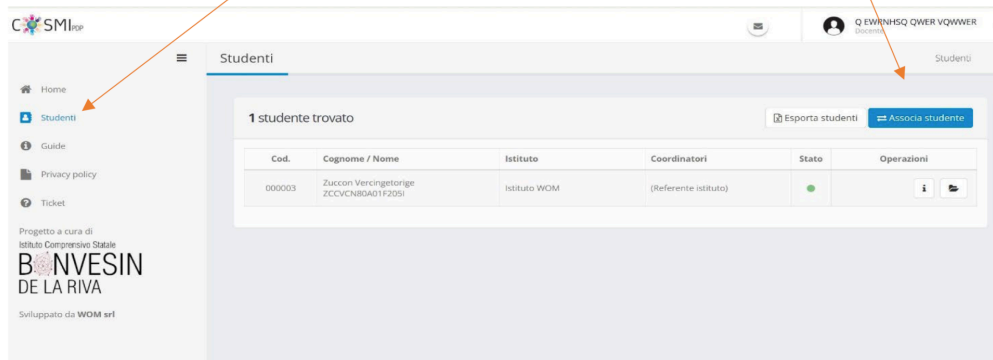 COSMI PDP
Q EWRNHSQ QWER VQWWER
Docente
Studenti
Studenti
Home
Studenti
Guide
Privacy policy
Ticket
Progetto a cura di
Istituto Comprensivo Statale
BONVESIN
DE LA RIVA
Sviluppato da WOM srl
1 studente trovato
Esporta studenti
Associa studente
Cod. Cognome / Nome Istituto Coordinatori Stato Operazioni
000003 Zuccon Vercingetorige Istituto WOM (Referente istituto)
ZCCVCN80A01F205I